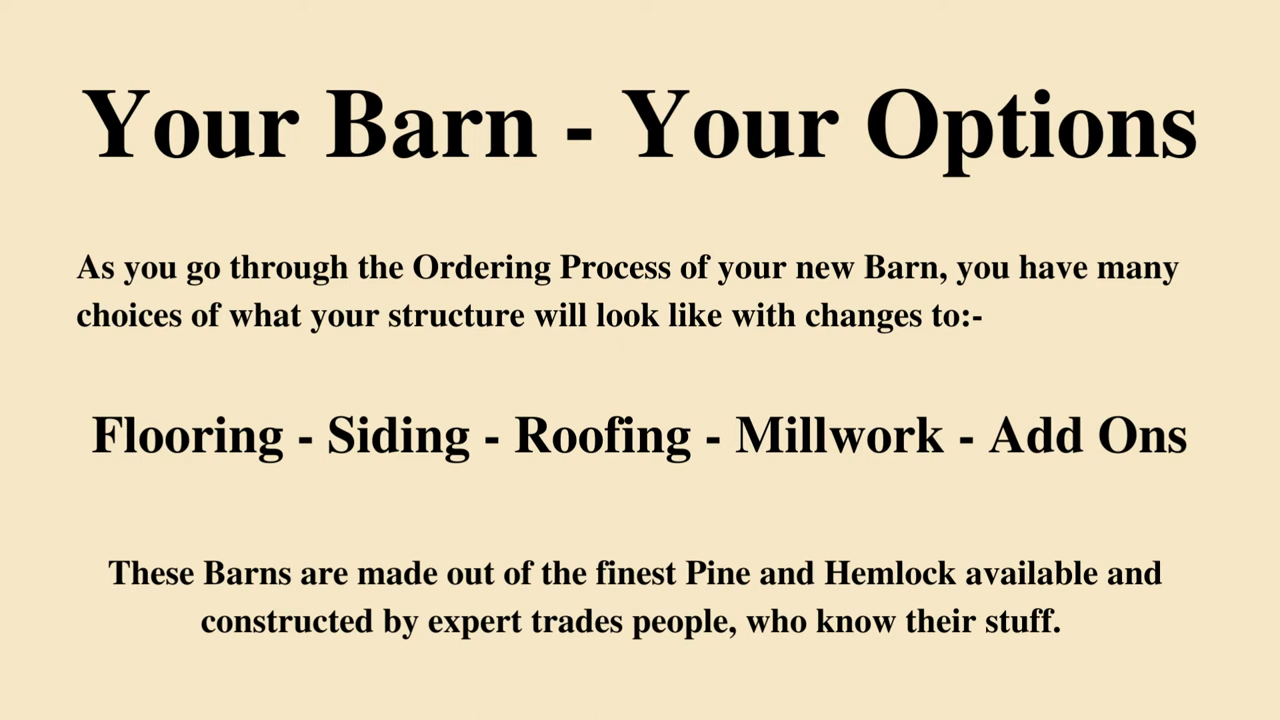 Your Barn - Your Options
As you go through the Ordering Process of your new Barn, you have many
choices of what your structure will look like with changes to:-
Flooring - Siding - Roofing - Millwork - Add Ons
These Barns are made out of the finest Pine and Hemlock available and
constructed by expert trades people, who know their stuff.